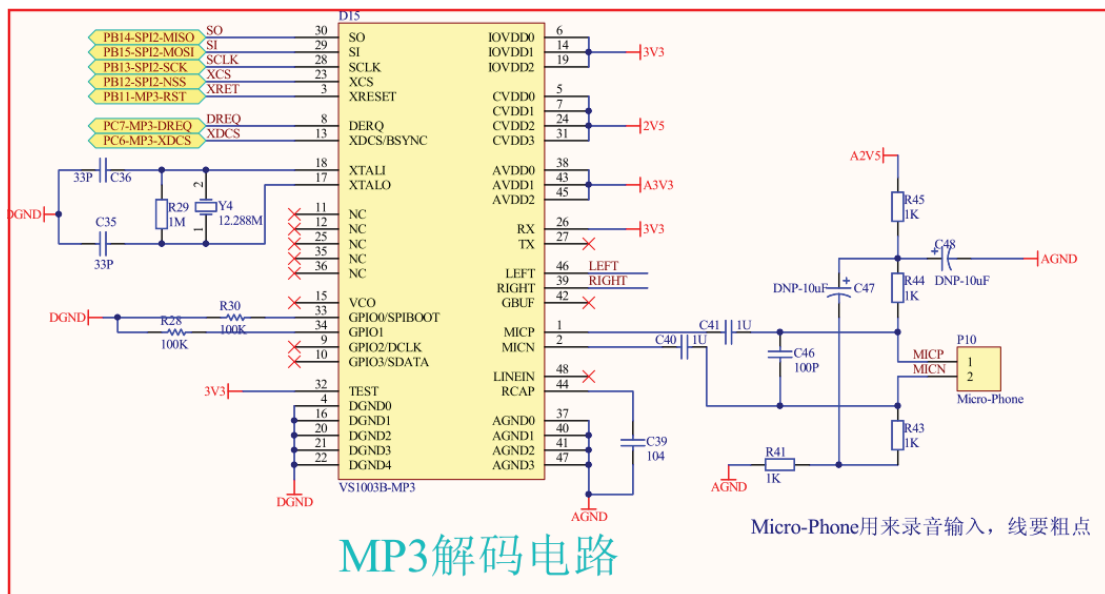 D15
PB14-SPI2-MISO SO 30 SO
PB15-SPI2-MOSI SI 29 SI
PB13-SPI2-SCK SCLK 28 SCLK
PB12-SPI2-NSS XCS 23 XCS
PB11-MP3-RST XRET 3 XRESET
PC7-MP3-DREQ DREQ 8 DERQ
PC6-MP3-XDCS XDCS 13 XDCS/BSYNC
18 XTALI
17 XTALO
33P C36
DGND
R29
1M
2
Y4
12.288M
1
C35
33P
11 NC
12 NC
25 NC
35 NC
36 NC
15 VCO
DGND R30 33 GPIO0/SPIBOOT
R28 100K 34 GPIO1
100K 9 GPIO2/DCLK
10 GPIO3/SDATA
3V3 32 TEST
4 DGND0
16 DGND1
20 DGND2
21 DGND3
22 DGND4
DGND
VS1003B-MP3
IOVDD0 6
IOVDD1 14 3V3
IOVDD2 19
CVDD0 5
CVDD1 7
CVDD2 24 2V5
CVDD3 31
AVDD0 38
AVDD1 43 A3V3
AVDD2 45
RX 26 3V3
TX 27
LEFT 46 LEFT
RIGHT 39 RIGHT
GBUF 42
MICP 1 C41 1U
MICN 2 C40 1U
LINEIN 48
RCAP 44
AGND0 37
AGND1 40
AGND2 41
AGND3 47
C39
104
AGND
A2V5
R45
1K
C48
+
AGND
DNP-10uF
+
DNP-10uF C47
R44
1K
C46
100P
P10
MICP 1
MICN 2
Micro-Phone
R43
1K
R41
1K
AGND
Micro-Phone用来录音输入，线要粗点
MP3解码电路